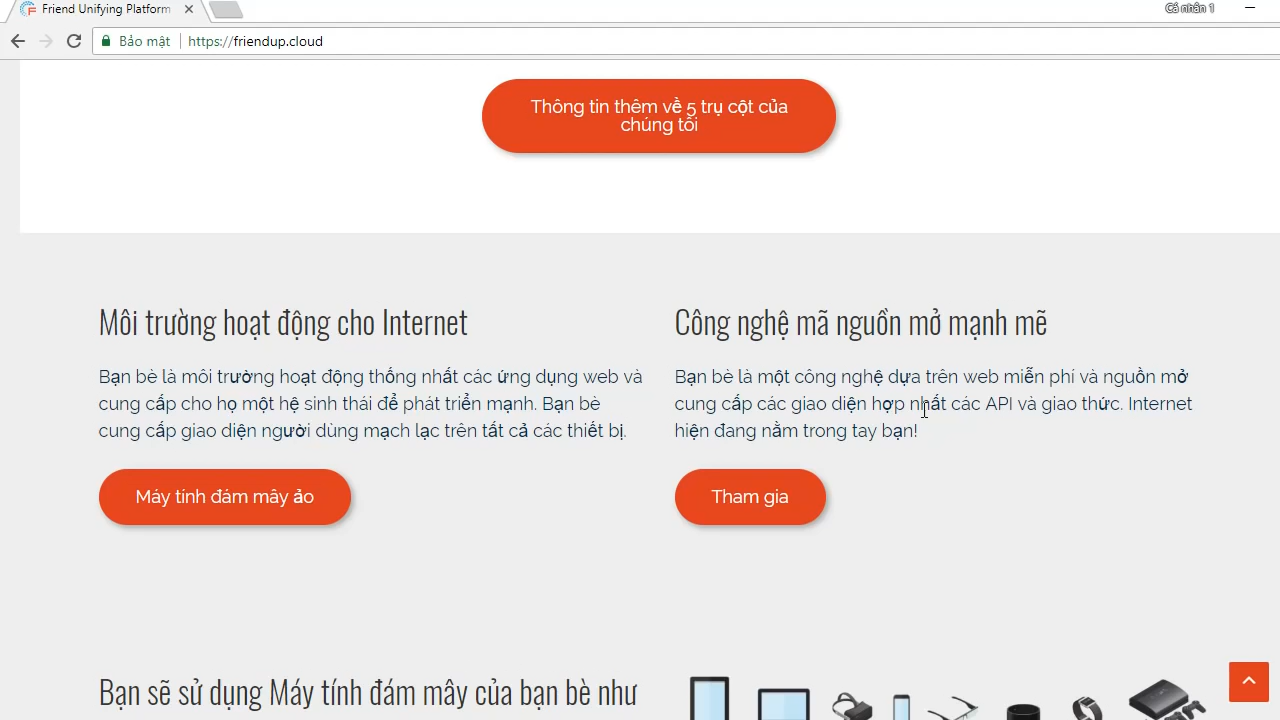 Friend Unifying Platform
Cá nhân 1
Bảo mật
https://friendup.cloud
Thông tin thêm về 5 trụ cột của
chúng tôi
Môi trường hoạt động cho Internet
Bạn bè là môi trường hoạt động thống nhất các ứng dụng web và
cung cấp cho họ một hệ sinh thái để phát triển mạnh. Bạn bè
cung cấp giao diện người dùng mạch lạc trên tất cả các thiết bị.
Máy tính đám mây ảo
Công nghệ mã nguồn mở mạnh mẽ
Bạn bè là một công nghệ dựa trên web miễn phí và nguồn mở
cung cấp các giao diện hợp nhất các API và giao thức. Internet
hiện đang nằm trong tay bạn!
Tham gia
Bạn sẽ sử dụng Máy tính đám mây của bạn bè như